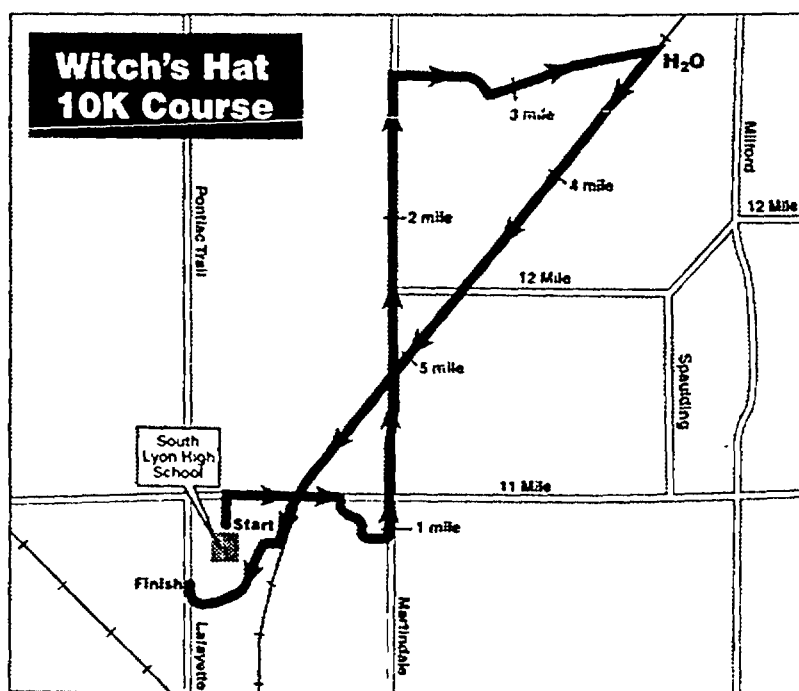 Witch's Hat
10K Course
H₂O
3 mile
Milford
4 mile
Pontiac Trail
12 Mile
2 mile
12 Mile
5 mile
Spaulding
South
Lyon High
School
11 Mile
Start
1 mile
Finish
Lafayette
Martindale